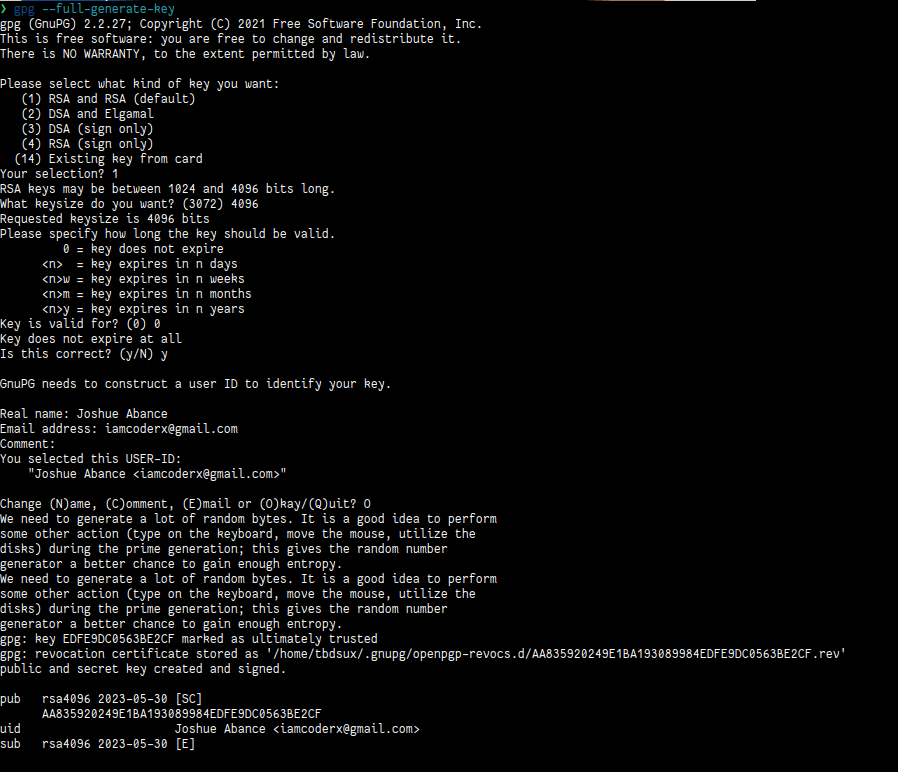 ❯ gpg --full-generate-key
gpg (GnuPG) 2.2.27; Copyright (C) 2021 Free Software Foundation, Inc.
This is free software: you are free to change and redistribute it.
There is NO WARRANTY, to the extent permitted by law.

Please select what kind of key you want:
   (1) RSA and RSA (default)
   (2) DSA and Elgamal
   (3) DSA (sign only)
   (4) RSA (sign only)
  (14) Existing key from card
Your selection? 1
RSA keys may be between 1024 and 4096 bits long.
What keysize do you want? (3072) 4096
Requested keysize is 4096 bits
Please specify how long the key should be valid.
         0 = key does not expire
      <n>  = key expires in n days
      <n>w = key expires in n weeks
      <n>m = key expires in n months
      <n>y = key expires in n years
Key is valid for? (0) 0
Key does not expire at all
Is this correct? (y/N) y

GnuPG needs to construct a user ID to identify your key.

Real name: Joshue Abance
Email address: iamcoderx@gmail.com
Comment:
You selected this USER-ID:
    "Joshue Abance <iamcoderx@gmail.com>"

Change (N)ame, (C)omment, (E)mail or (O)kay/(Q)uit? O
We need to generate a lot of random bytes. It is a good idea to perform
some other action (type on the keyboard, move the mouse, utilize the
disks) during the prime generation; this gives the random number
generator a better chance to gain enough entropy.
We need to generate a lot of random bytes. It is a good idea to perform
some other action (type on the keyboard, move the mouse, utilize the
disks) during the prime generation; this gives the random number
generator a better chance to gain enough entropy.
gpg: key EDFE9DC0563BE2CF marked as ultimately trusted
gpg: revocation certificate stored as '/home/tbdsux/.gnupg/openpgp-revocs.d/AA835920249E1BA193089984EDFE9DC0563BE2CF.rev'
public and secret key created and signed.

pub   rsa4096 2023-05-30 [SC]
      AA835920249E1BA193089984EDFE9DC0563BE2CF
uid                      Joshue Abance <iamcoderx@gmail.com>
sub   rsa4096 2023-05-30 [E]